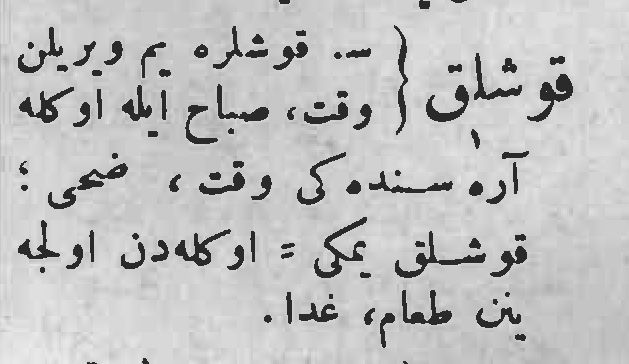 قوشلق { س. قوشلره یم ویریلن
وقت، صباح ایله اوکله
آره سنده کی وقت، ضحی ؛
قوشلق یمکی = اوکله‌دن اولجه
ینن طعام، غدا.